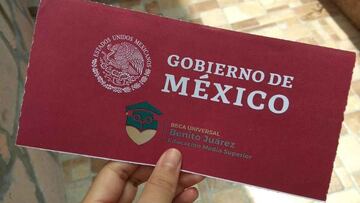 ESTADOS UNIDOS MEXICANOS
GOBIERNO DE
MÉXICO
BECA UNIVERSAL
Benito Juárez
Educación Media Superior